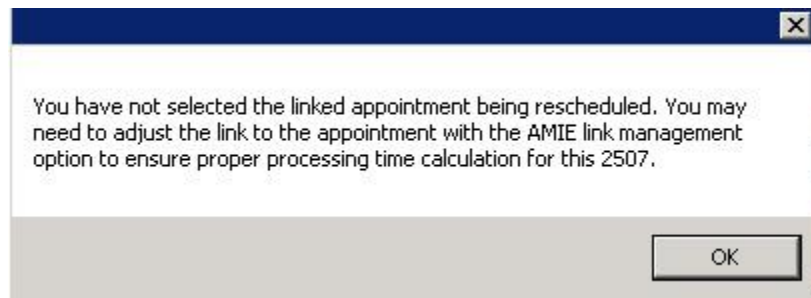 You have not selected the linked appointment being rescheduled. You may
need to adjust the link to the appointment with the AMIE link management
option to ensure proper processing time calculation for this 2507.
OK